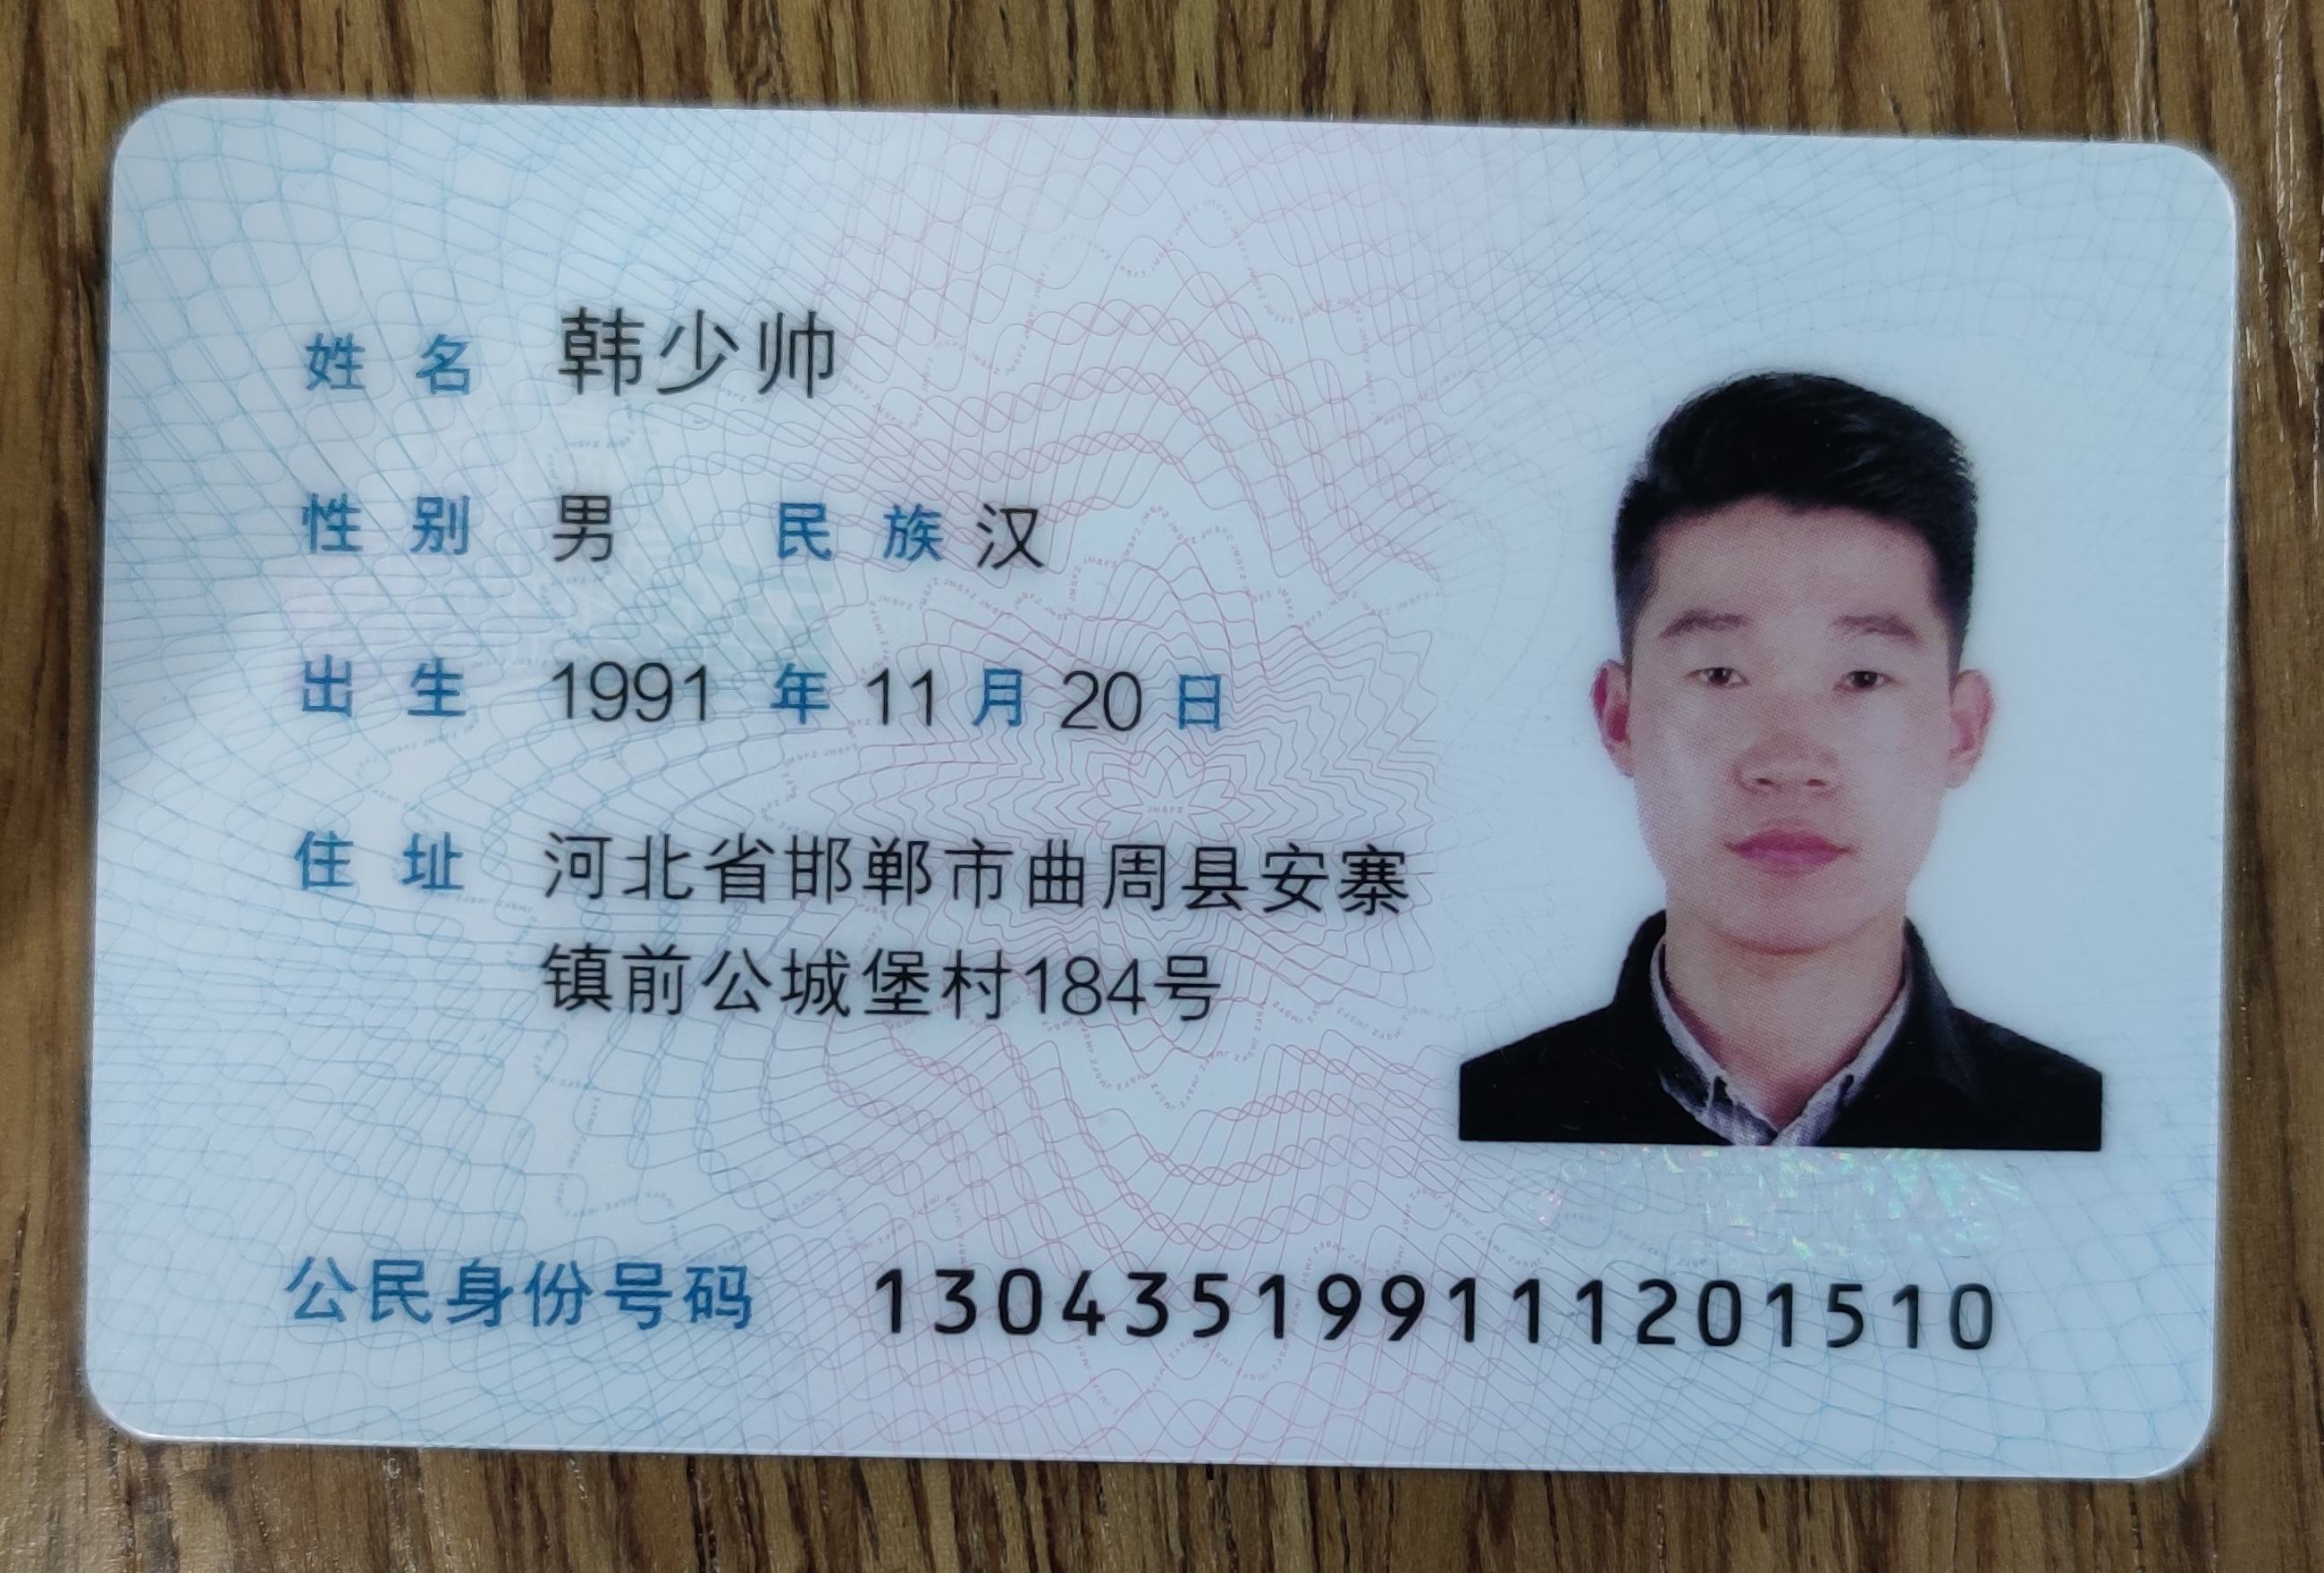 姓名 韩少帅
性别 男 民族 汉
出生 1991 年 11 月 20 日
住址 河北省邯郸市曲周县安寨
镇前公城堡村184号
公民身份号码 130435199111201510